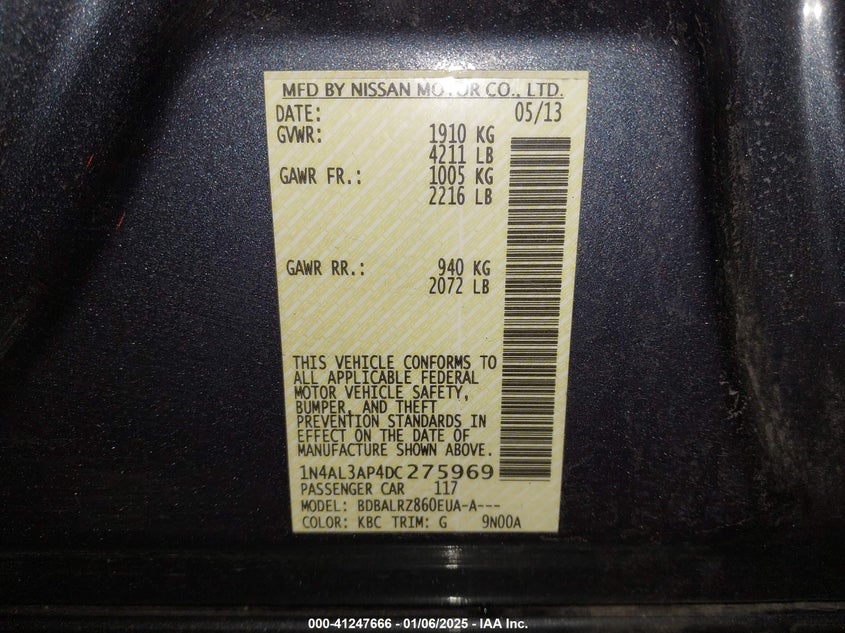 MFD BY NISSAN MOTOR CO., LTD.
DATE: 05/13
GVWR: 1910 KG
4211 LB
GAWR FR.: 1005 KG
2216 LB
GAWR RR.: 940 KG
2072 LB
THIS VEHICLE CONFORMS TO
ALL APPLICABLE FEDERAL
MOTOR VEHICLE SAFETY,
BUMPER, AND THEFT
PREVENTION STANDARDS IN
EFFECT ON THE DATE OF
MANUFACTURE SHOWN ABOVE.
1N4AL3AP4DC275969
PASSENGER CAR 117
MODEL: BDBALRZ860EUA-A---
COLOR: KBC TRIM: G 9N00A
000-41247666 - 01/06/2025 - IAA Inc.